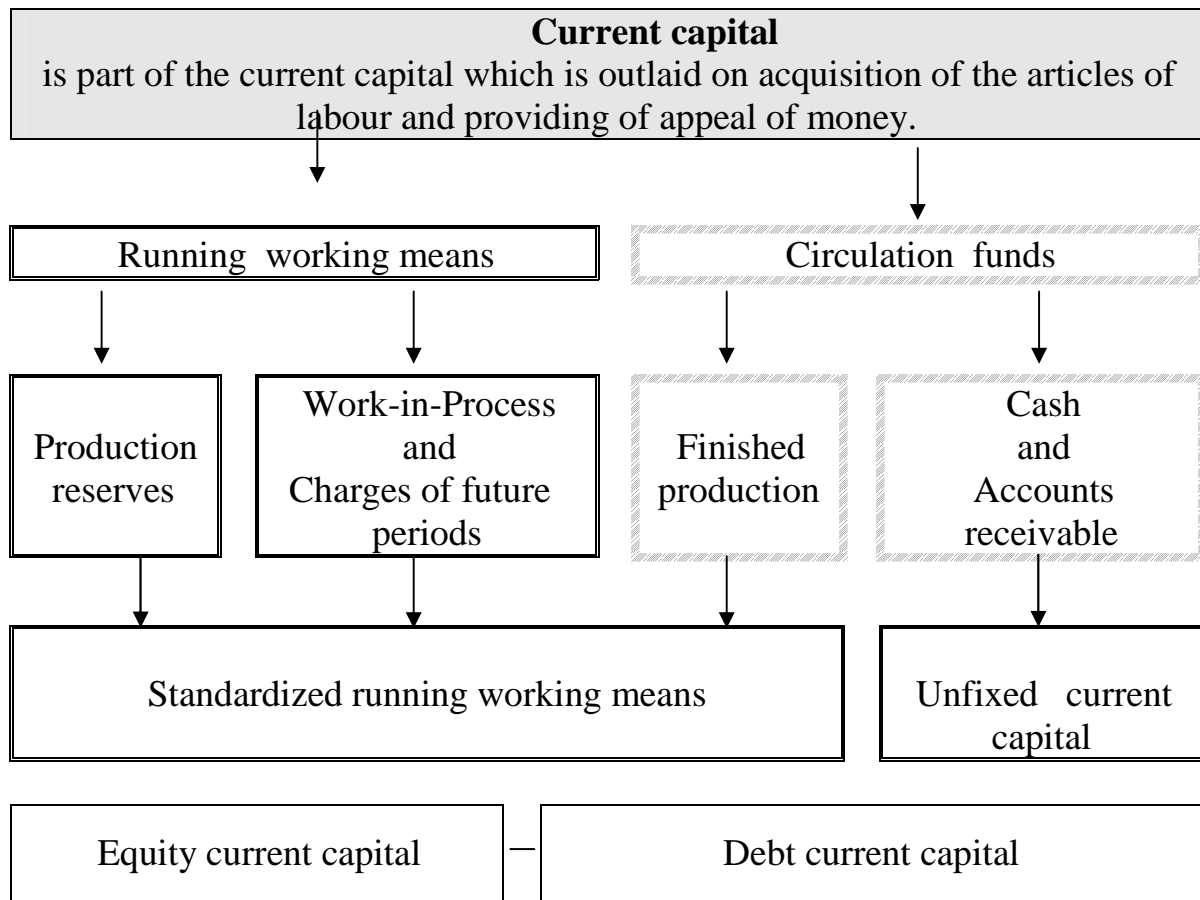 Current capital
is part of the current capital which is outlaid on acquisition of the articles of
labour and providing of appeal of money.
Running working means
Circulation funds
Production
reserves
Work-in-Process
and
Charges of future
periods
Finished
production
Cash
and
Accounts
receivable
Standardized running working means
Unfixed current
capital
Equity current capital
Debt current capital